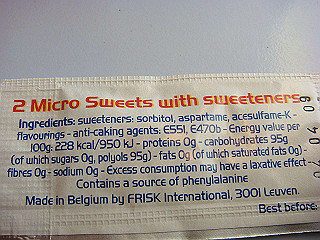 2 Micro Sweets with sweeteners
Ingredients: sweeteners: sorbitol, aspartame, acesulfame-K -
flavourings - anti-caking agents: E551, E470b - Energy value per
100g: 228 kcal/950 kJ - proteins 0g - carbohydrates 95g
(of which sugars 0g, polyols 95g) - fats 0g (of which saturated fats 0g) -
fibres 0g - sodium 0g - Excess consumption may have a laxative effect -
Contains a source of phenylalanine
Made in Belgium by FRISK International, 3001 Leuven.
Best before:
04 04 09